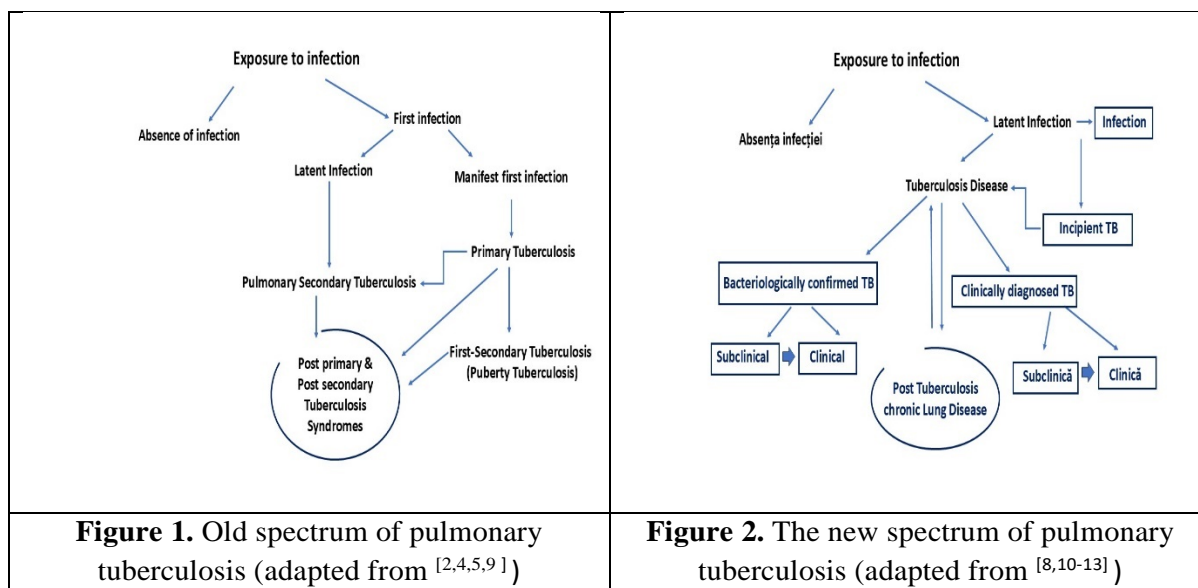 Exposure to infection
Absence of infection
First infection
Latent Infection
Manifest first infection
Primary Tuberculosis
Pulmonary Secondary Tuberculosis
First-Secondary Tuberculosis
(Puberty Tuberculosis)
Post primary &
Post secondary
Tuberculosis
Syndromes
Exposure to infection
Absența infecției
Latent Infection
Infection
Tuberculosis Disease
Incipient TB
Bacteriologically confirmed TB
Clinically diagnosed TB
Subclinical
Clinical
Post Tuberculosis
chronic Lung Disease
Subclinică
Clinică
Figure 1. Old spectrum of pulmonary
tuberculosis (adapted from [2,4,5,9 ] )
Figure 2. The new spectrum of pulmonary
tuberculosis (adapted from [8,10-13] )